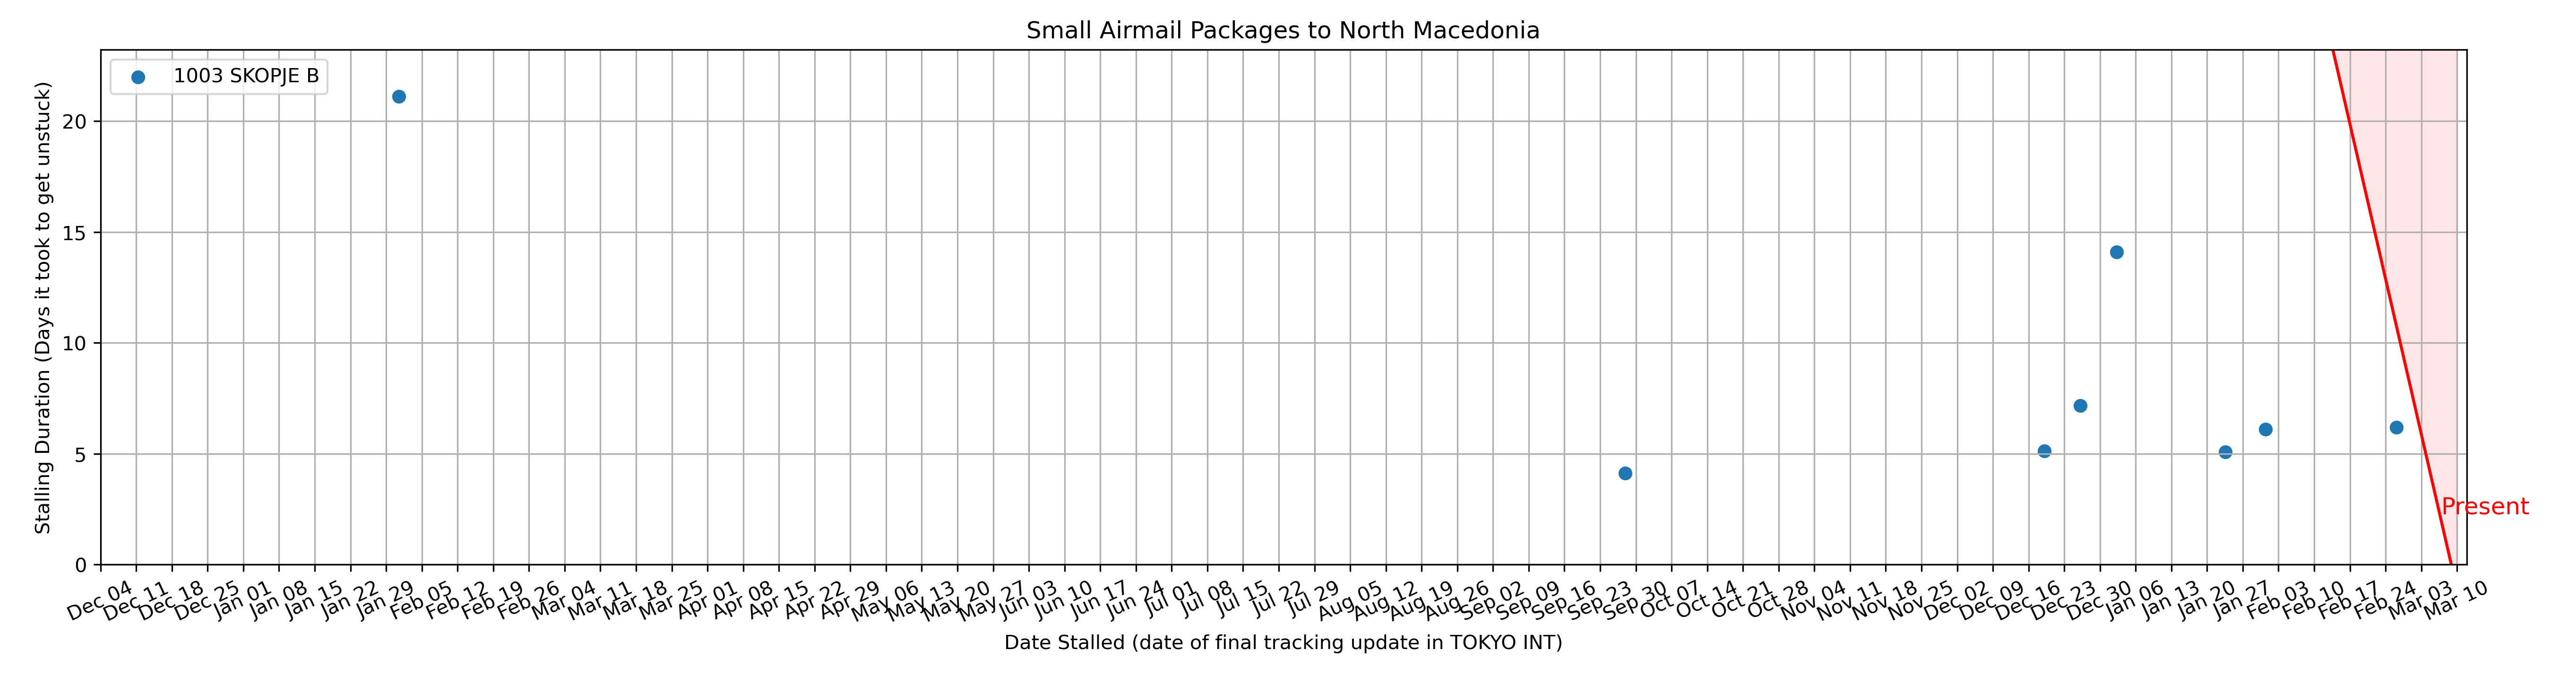 Small Airmail Packages to North Macedonia
1003 SKOPJE B
Stalling Duration (Days it took to get unstuck)
20
15
10
5
0
Present
Dec 04 Dec 11 Dec 18 Dec 25 Jan 01 Jan 08 Jan 15 Jan 22 Jan 29 Feb 05 Feb 12 Feb 19 Feb 26 Mar 04 Mar 11 Mar 18 Mar 25 Apr 01 Apr 08 Apr 15 Apr 22 Apr 29 May 06 May 13 May 20 May 27 Jun 03 Jun 10 Jun 17 Jun 24 Jul 01 Jul 08 Jul 15 Jul 22 Jul 29 Aug 05 Aug 12 Aug 19 Aug 26 Sep 02 Sep 09 Sep 16 Sep 23 Sep 30 Oct 07 Oct 14 Oct 21 Oct 28 Nov 04 Nov 11 Nov 18 Nov 25 Dec 02 Dec 09 Dec 16 Dec 23 Dec 30 Jan 06 Jan 13 Jan 20 Jan 27 Feb 03 Feb 10 Feb 17 Feb 24 Mar 03 Mar 10
Date Stalled (date of final tracking update in TOKYO INT)